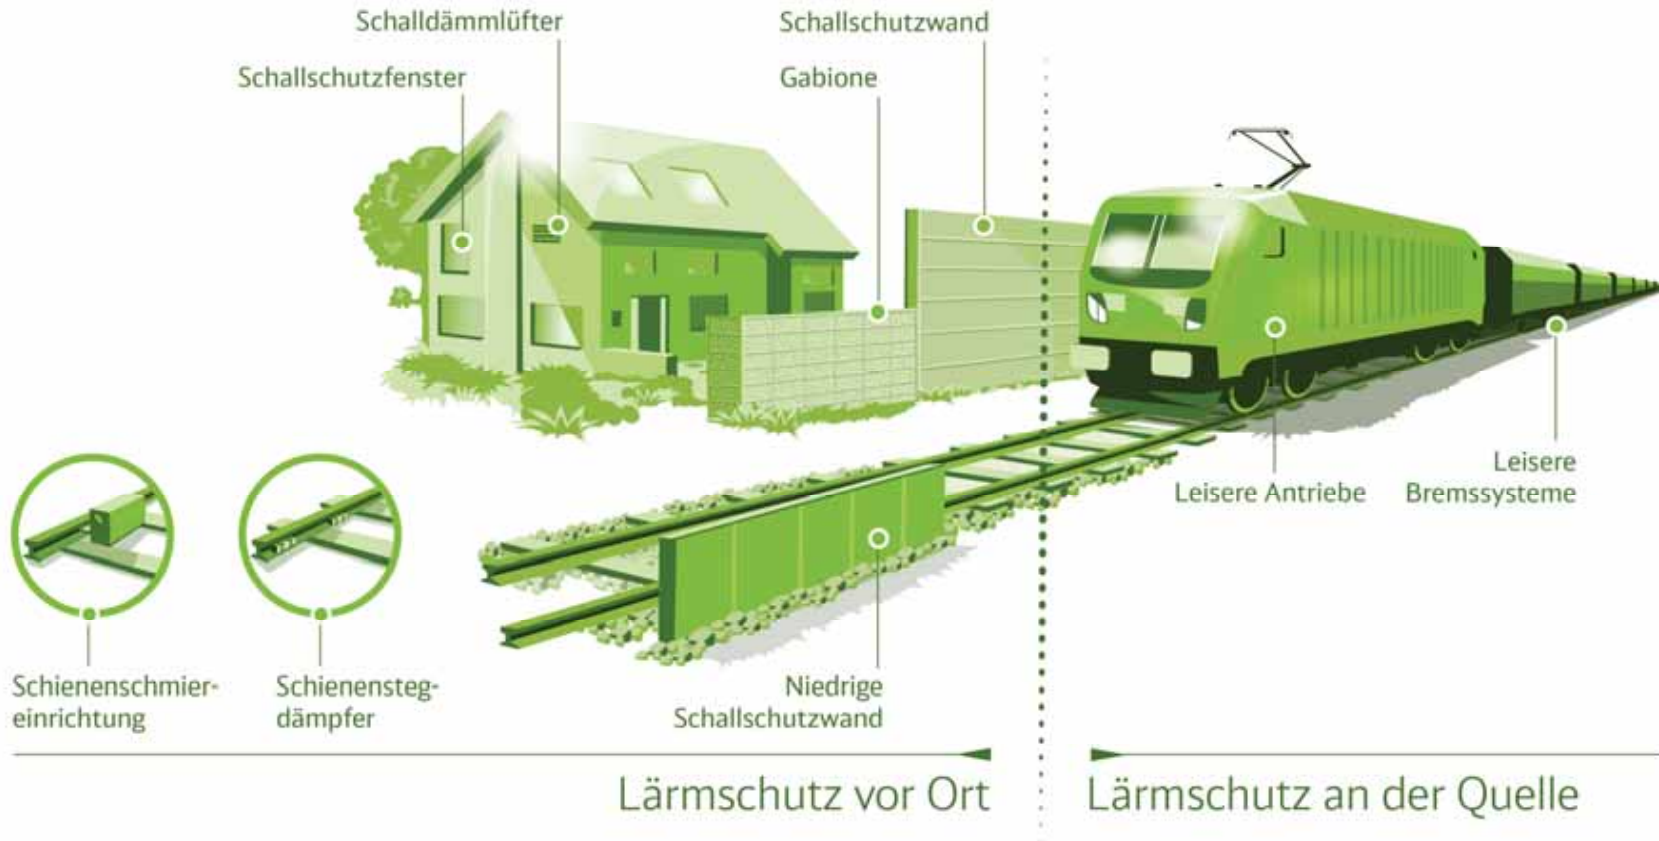 Schalldämmlüfter
Schallschutzwand
Schallschutzfenster
Gabione
Leisere
Bremssysteme
Leisere Antriebe
Schienenschmier-
einrichtung
Schienensteg-
dämpfer
Niedrige
Schallschutzwand
Lärmschutz vor Ort
Lärmschutz an der Quelle